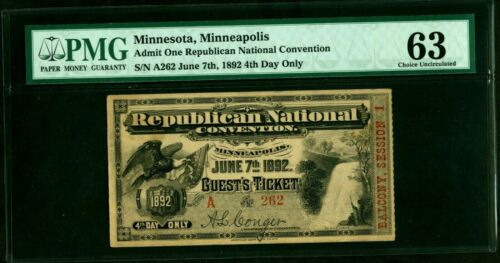 PMG
PAPER MONEY GUARANTY
Minnesota, Minneapolis
Admit One Republican National Convention
S/N A262 June 7th, 1892 4th Day Only
63
Choice Uncirculated
Republican National
CONVENTION.
MINNEAPOLIS,
JUNE 7th 1892.
GUEST'S TICKET
A No 262
1892
4th DAY ONLY
A L Conger
BALCONY, SESSION 1